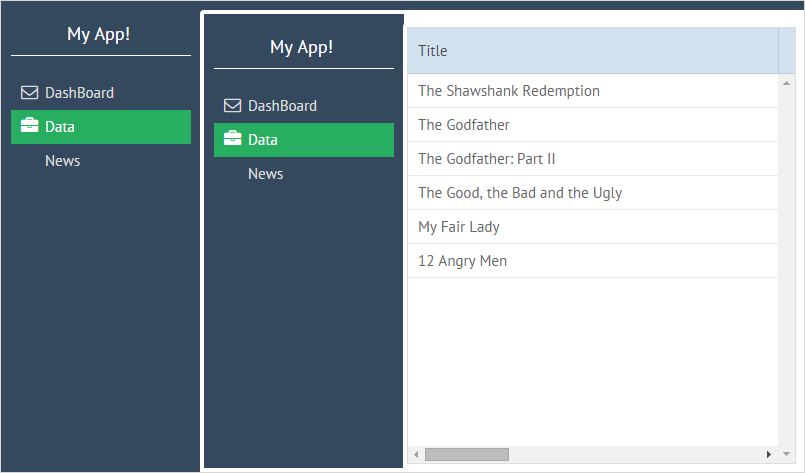 My App!
DashBoard
Data
News
My App!
DashBoard
Data
News
Title
The Shawshank Redemption
The Godfather
The Godfather: Part II
The Good, the Bad and the Ugly
My Fair Lady
12 Angry Men